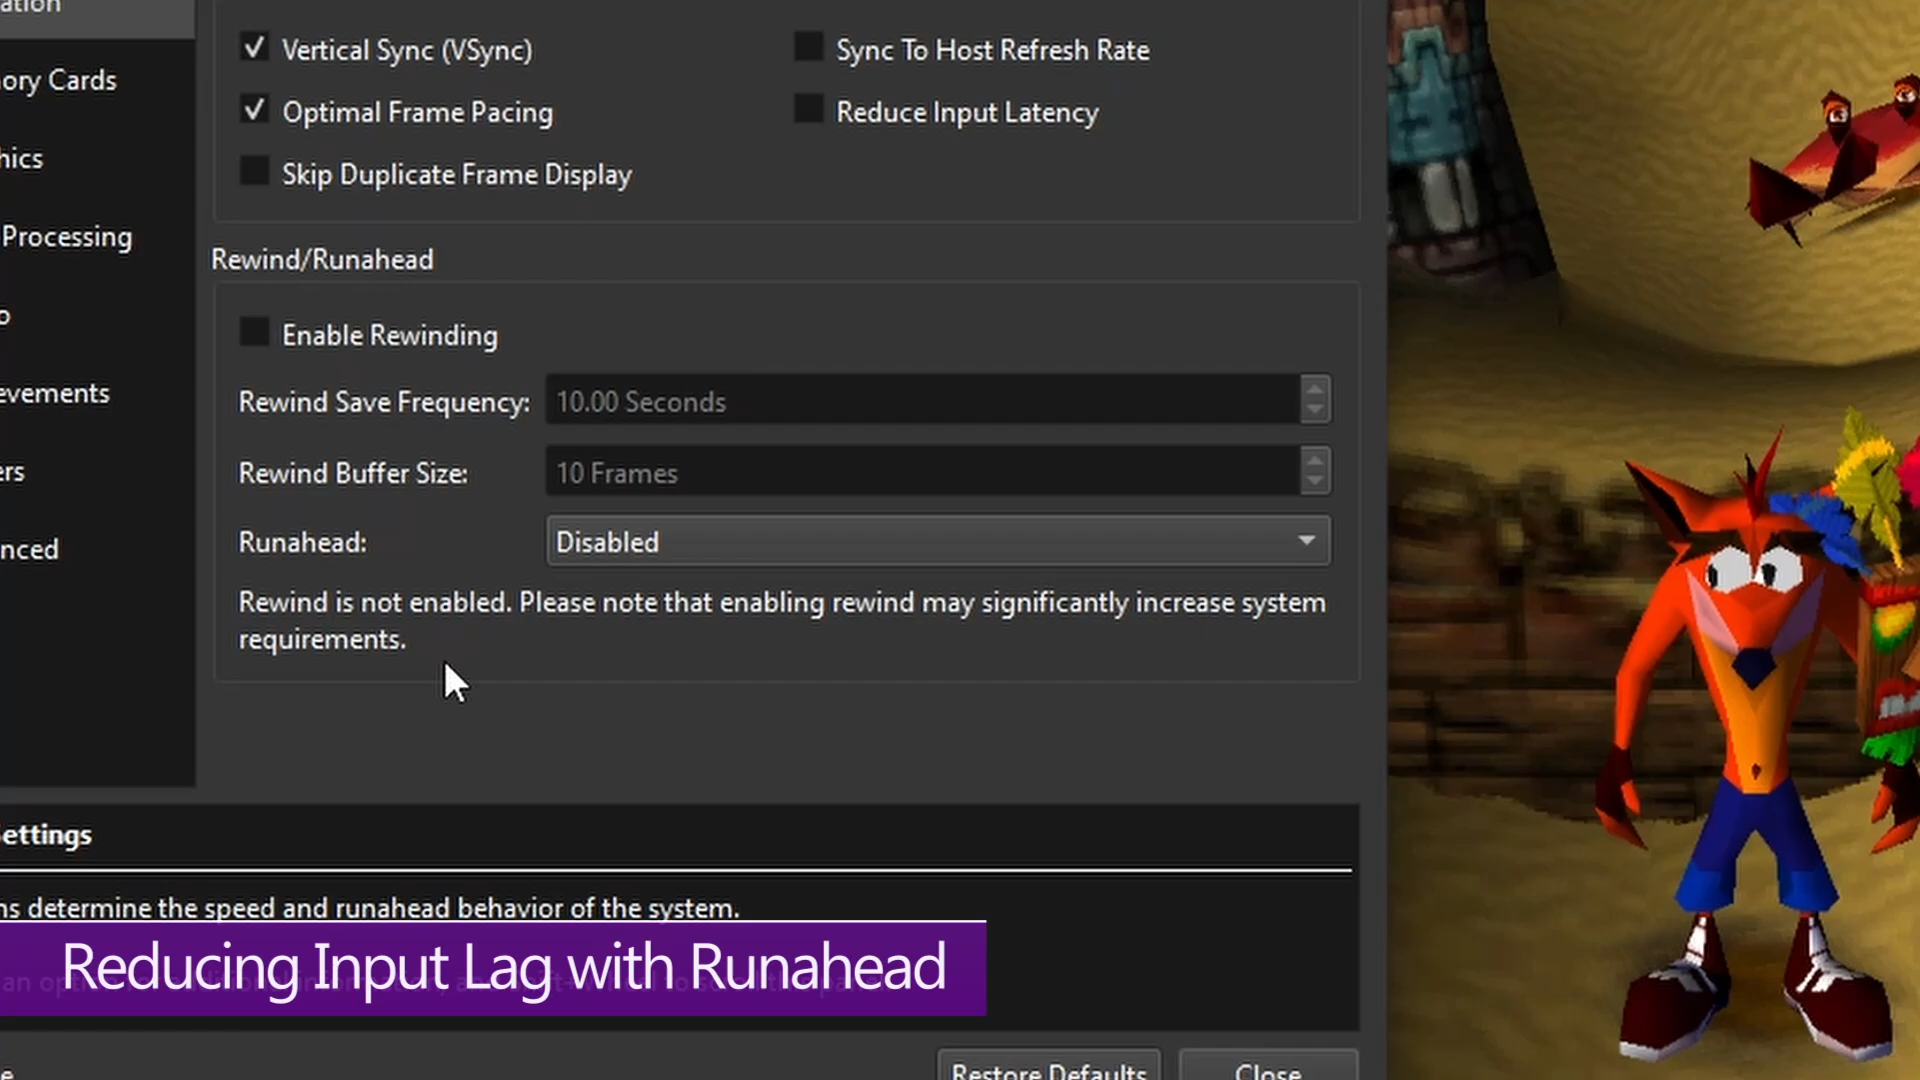 ation
Vertical Sync (VSync)
Sync To Host Refresh Rate
ory Cards
Optimal Frame Pacing
Reduce Input Latency
hics
Skip Duplicate Frame Display
Processing
Rewind/Runahead
o
Enable Rewinding
evements
Rewind Save Frequency: 10.00 Seconds
ers
Rewind Buffer Size: 10 Frames
nced
Runahead: Disabled
Rewind is not enabled. Please note that enabling rewind may significantly increase system
requirements.
Settings
ns determine the speed and runahead behavior of the system.
Reducing Input Lag with Runahead
e
Restore Defaults
Close